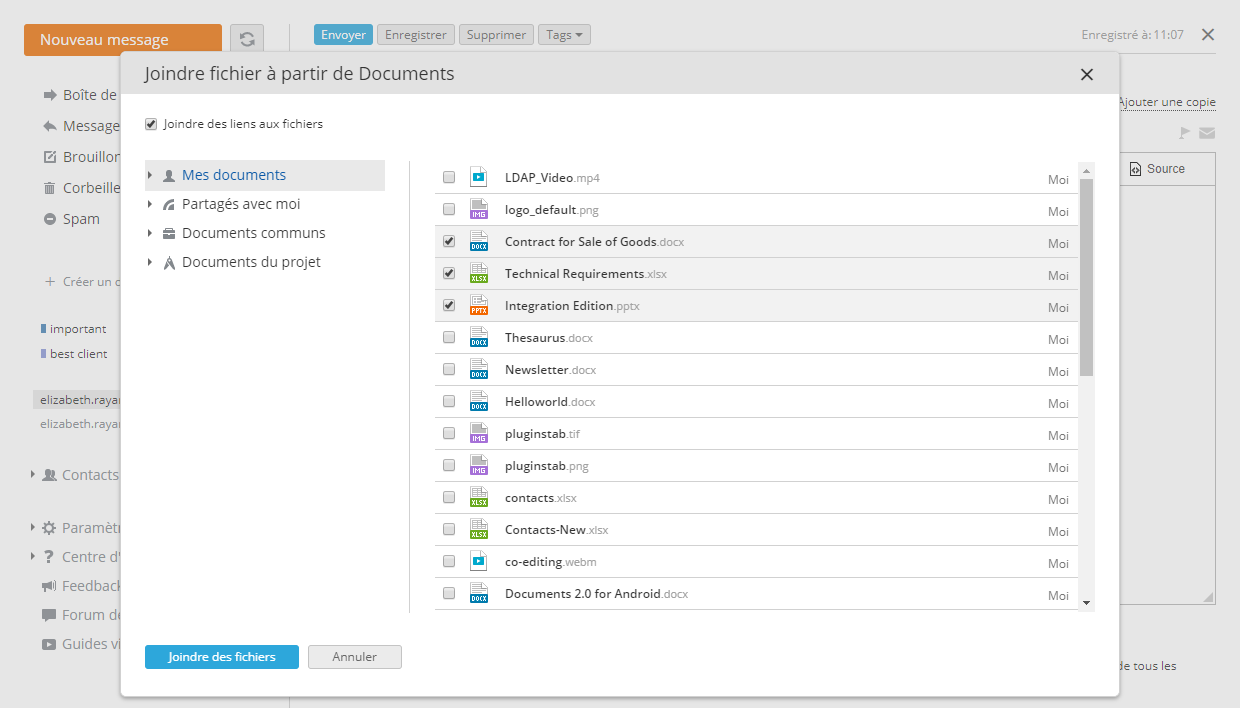 Nouveau message
Envoyer
Enregistrer
Supprimer
Tags
Enregistré à: 11:07
Joindre fichier à partir de Documents
Boîte de
Message
Brouillon
Corbeille
Spam
Créer un
important
best client
elizabeth.raya
elizabeth.raya
Contacts
Paramètr
Centre d'
Feedback
Forum de
Guides vi
Ajouter une copie
Source
de tous les
Joindre des liens aux fichiers
Mes documents
Partagés avec moi
Documents communs
Documents du projet
LDAP_Video.mp4 Moi
IMG logo_default.png Moi
DOCX Contract for Sale of Goods.docx Moi
XLSX Technical Requirements.xlsx Moi
PPTX Integration Edition.pptx Moi
DOCX Thesaurus.docx Moi
DOCX Newsletter.docx Moi
DOCX Helloworld.docx Moi
IMG pluginstab.tif Moi
IMG pluginstab.png Moi
XLSX contacts.xlsx Moi
XLSX Contacts-New.xlsx Moi
co-editing.webm Moi
DOCX Documents 2.0 for Android.docx Moi
Joindre des fichiers
Annuler